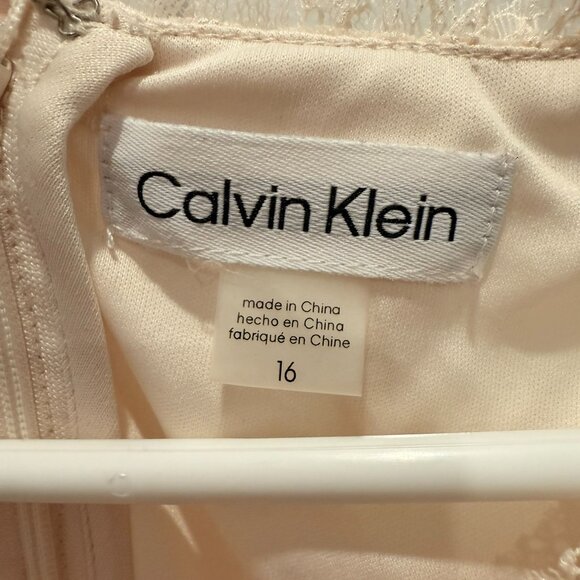 Calvin Klein
made in China
hecho en China
fabriqué en Chine
16